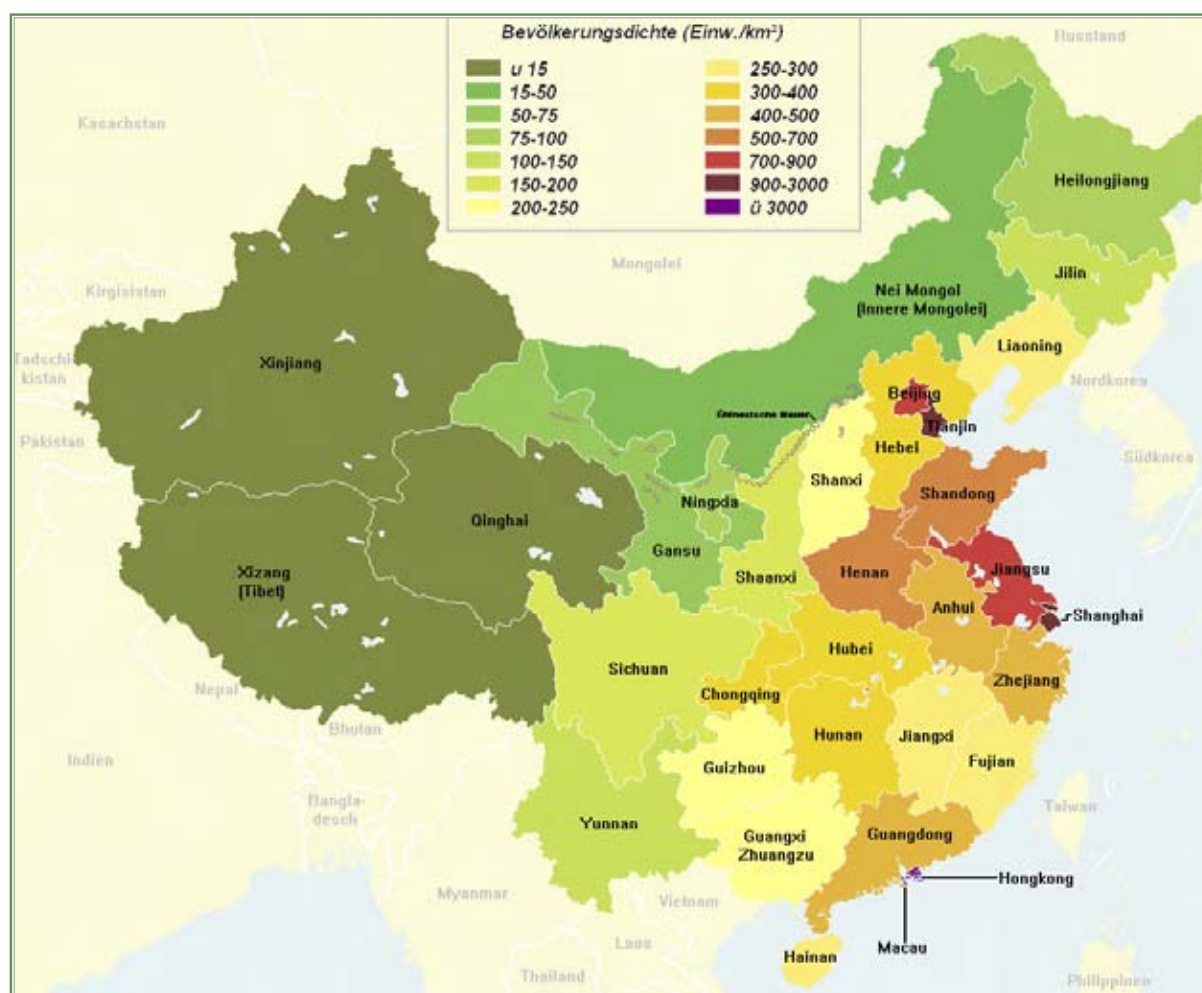 Bevölkerungsdichte (Einw./km²)
u 15
15-50
50-75
75-100
100-150
150-200
200-250
250-300
300-400
400-500
500-700
700-900
900-3000
ü 3000
Russland
Kasachstan
Heilongjiang
Mongolei
Jilin
Kirgisistan
Nei Mongol
(Innere Mongolei)
Liaoning
Xinjiang
Tadschi-
kistan
Nordkorea
Beijing
Chinesische Mauer
Tianjin
Pakistan
Hebei
Südkorea
Shanxi
Shandong
Ningxia
Qinghai
Gansu
Xizang
(Tibet)
Shaanxi
Henan
Jiangsu
Anhui
Shanghai
Hubei
Sichuan
Zhejiang
Nepal
Chongqing
Bhutan
Hunan
Jiangxi
Fujian
Indien
Guizhou
Bangla-
desch
Taiwan
Yunnan
Guangxi
Zhuangzu
Guangdong
Hongkong
Myanmar
Vietnam
Laos
Macau
Hainan
Thailand
Philippinen